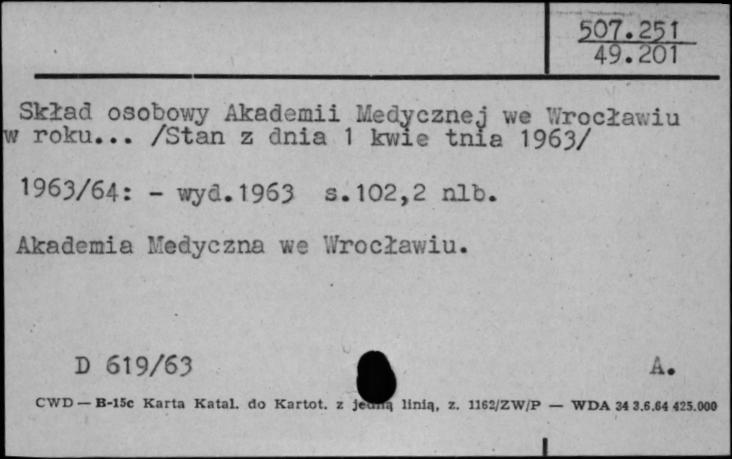 507.251
49.201
Skład osobowy Akademii Medycznej we Wrocławiu
w roku... /Stan z dnia 1 kwie tnia 1963/
1963/64: - wyd.1963 s.102,2 nlb.
Akademia Medyczna we Wrocławiu.
D 619/63 A.
CWD — B-15c Karta Katal. do Kartot. z jedną linią, z. 1162/ZW/P — WDA 34 3.6.64 425.000